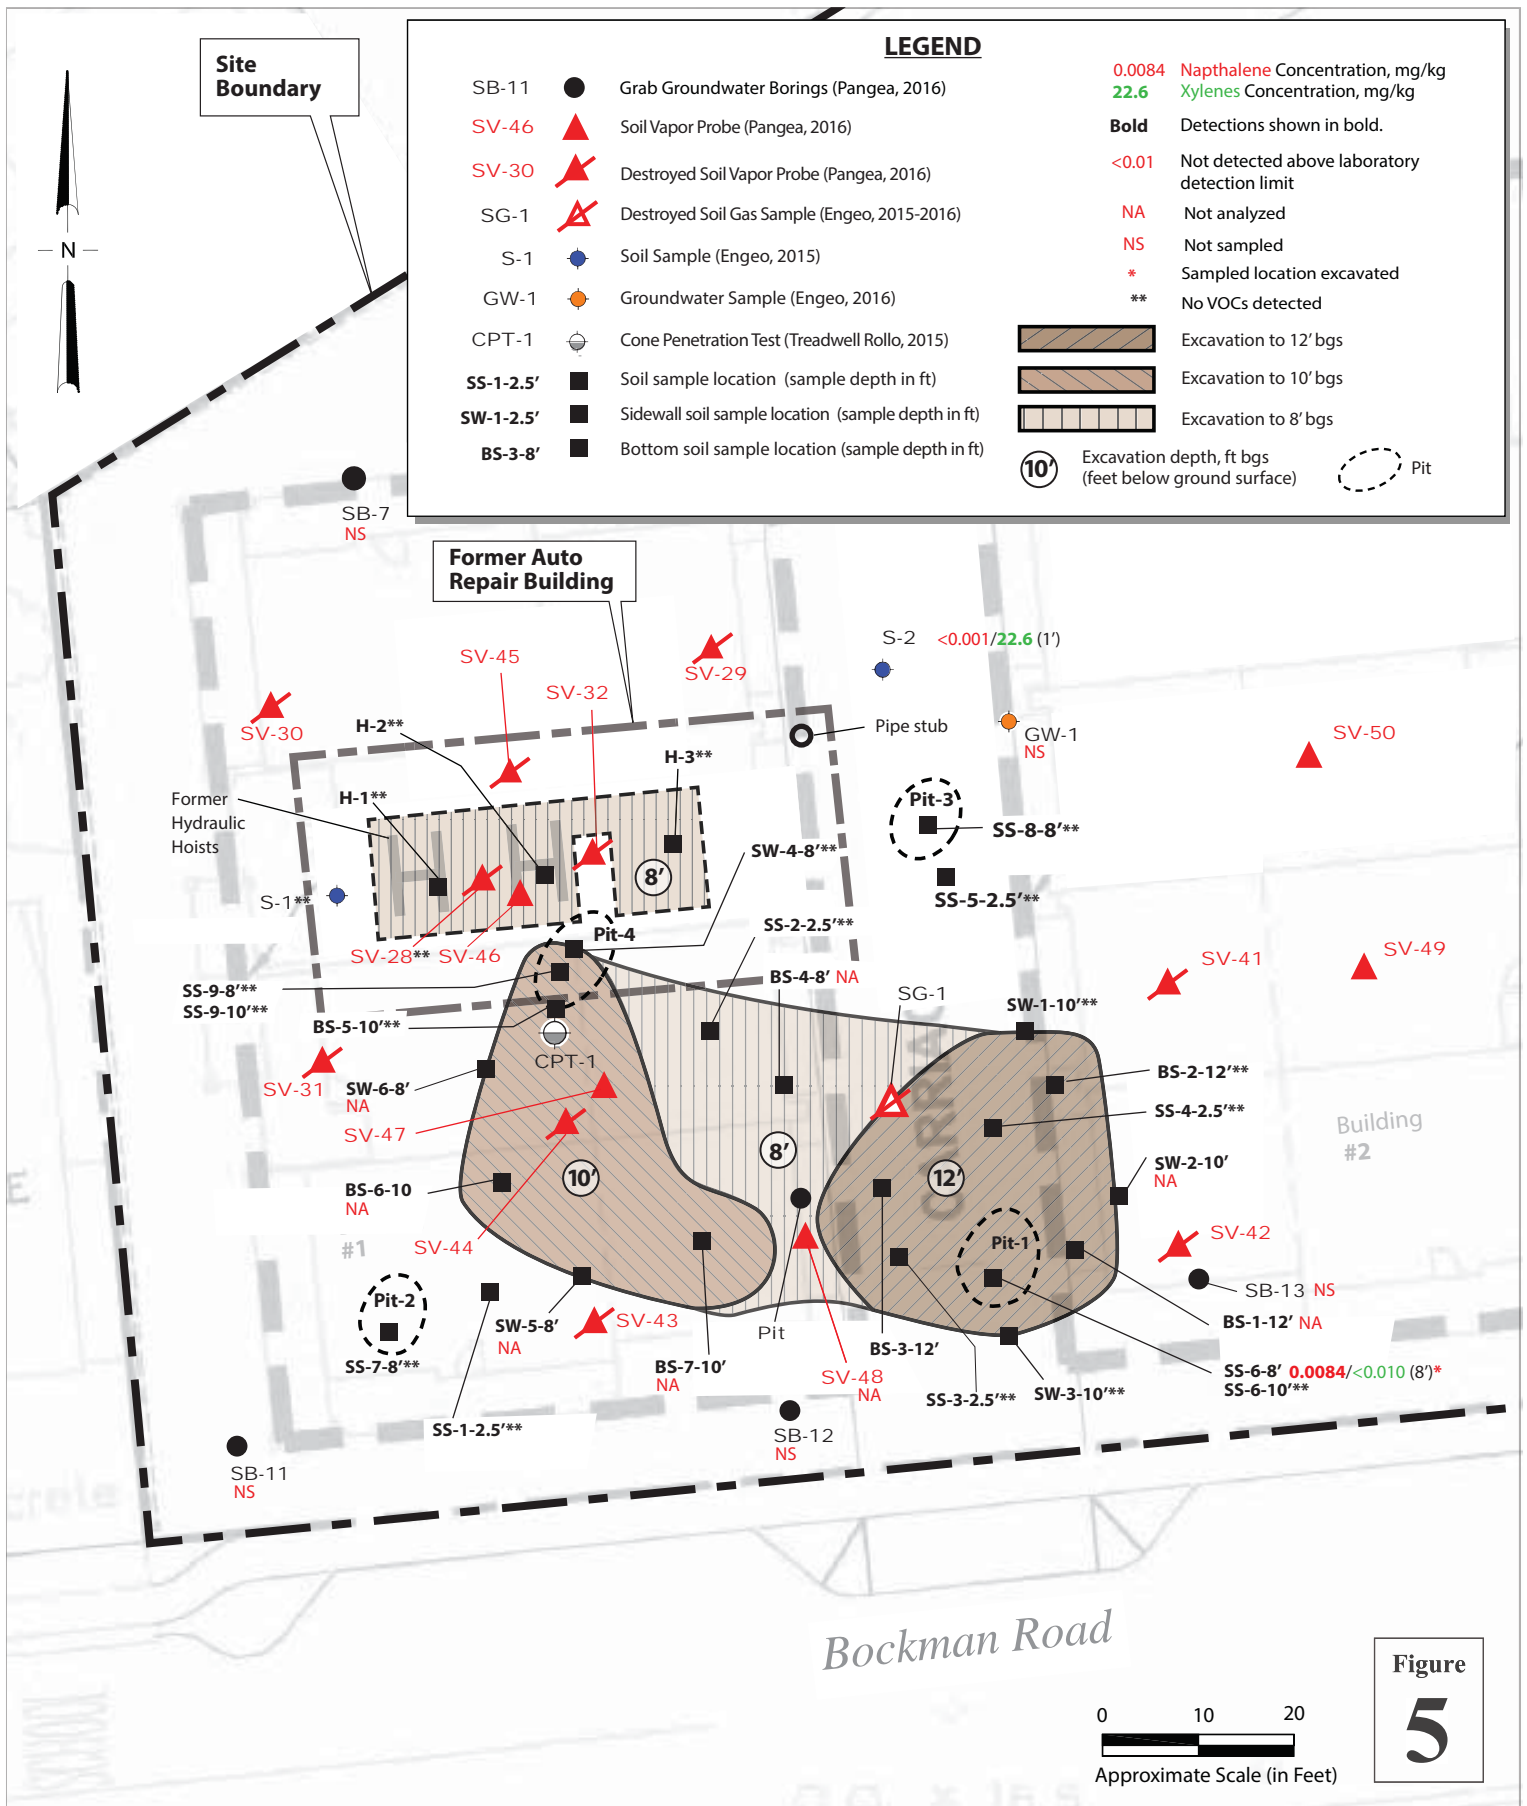 Site
Boundary
N
LEGEND
SB-11 Grab Groundwater Borings (Pangea, 2016)
SV-46 Soil Vapor Probe (Pangea, 2016)
SV-30 Destroyed Soil Vapor Probe (Pangea, 2016)
SG-1 Destroyed Soil Gas Sample (Engeo, 2015-2016)
S-1 Soil Sample (Engeo, 2015)
GW-1 Groundwater Sample (Engeo, 2016)
CPT-1 Cone Penetration Test (Treadwell Rollo, 2015)
SS-1-2.5' Soil sample location (sample depth in ft)
SW-1-2.5' Sidewall soil sample location (sample depth in ft)
BS-3-8' Bottom soil sample location (sample depth in ft)
0.0084 Napthalene Concentration, mg/kg
22.6 Xylenes Concentration, mg/kg
Bold Detections shown in bold.
<0.01 Not detected above laboratory
detection limit
NA Not analyzed
NS Not sampled
* Sampled location excavated
** No VOCs detected
Excavation to 12' bgs
Excavation to 10' bgs
Excavation to 8' bgs
10' Excavation depth, ft bgs
(feet below ground surface)
Pit
SB-7
NS
Former Auto
Repair Building
S-2 <0.001/22.6 (1')
SV-45
SV-29
SV-32
SV-30
H-2**
Pipe stub
GW-1
NS
SV-50
H-3**
H-1**
Former
Hydraulic
Hoists
Pit-3
SS-8-8'**
SW-4-8'**
8'
SS-5-2.5'**
S-1**
SS-2-2.5'**
Pit-4
SV-28** SV-46
BS-4-8' NA
SV-41
SV-49
SS-9-8'**
SS-9-10'**
SG-1
SW-1-10'**
BS-5-10'**
CPT-1
SV-31
SW-6-8'
NA
BS-2-12'**
SS-4-2.5'**
CARRIAG
Building
#2
SV-47
8'
10'
12'
SW-2-10'
NA
BS-6-10
NA
E
#1
SV-44
Pit-1
SV-42
SB-13 NS
Pit-2
SS-7-8'**
SW-5-8'
NA
SV-43
Pit
BS-1-12' NA
BS-3-12'
BS-7-10'
NA
SV-48
NA
SS-6-8' 0.0084/<0.010 (8')*
SS-6-10'**
SS-3-2.5'**
SW-3-10'**
SS-1-2.5'**
SB-12
NS
SB-11
NS
crete
Bockman Road
0 10 20
Approximate Scale (in Feet)
Figure
5